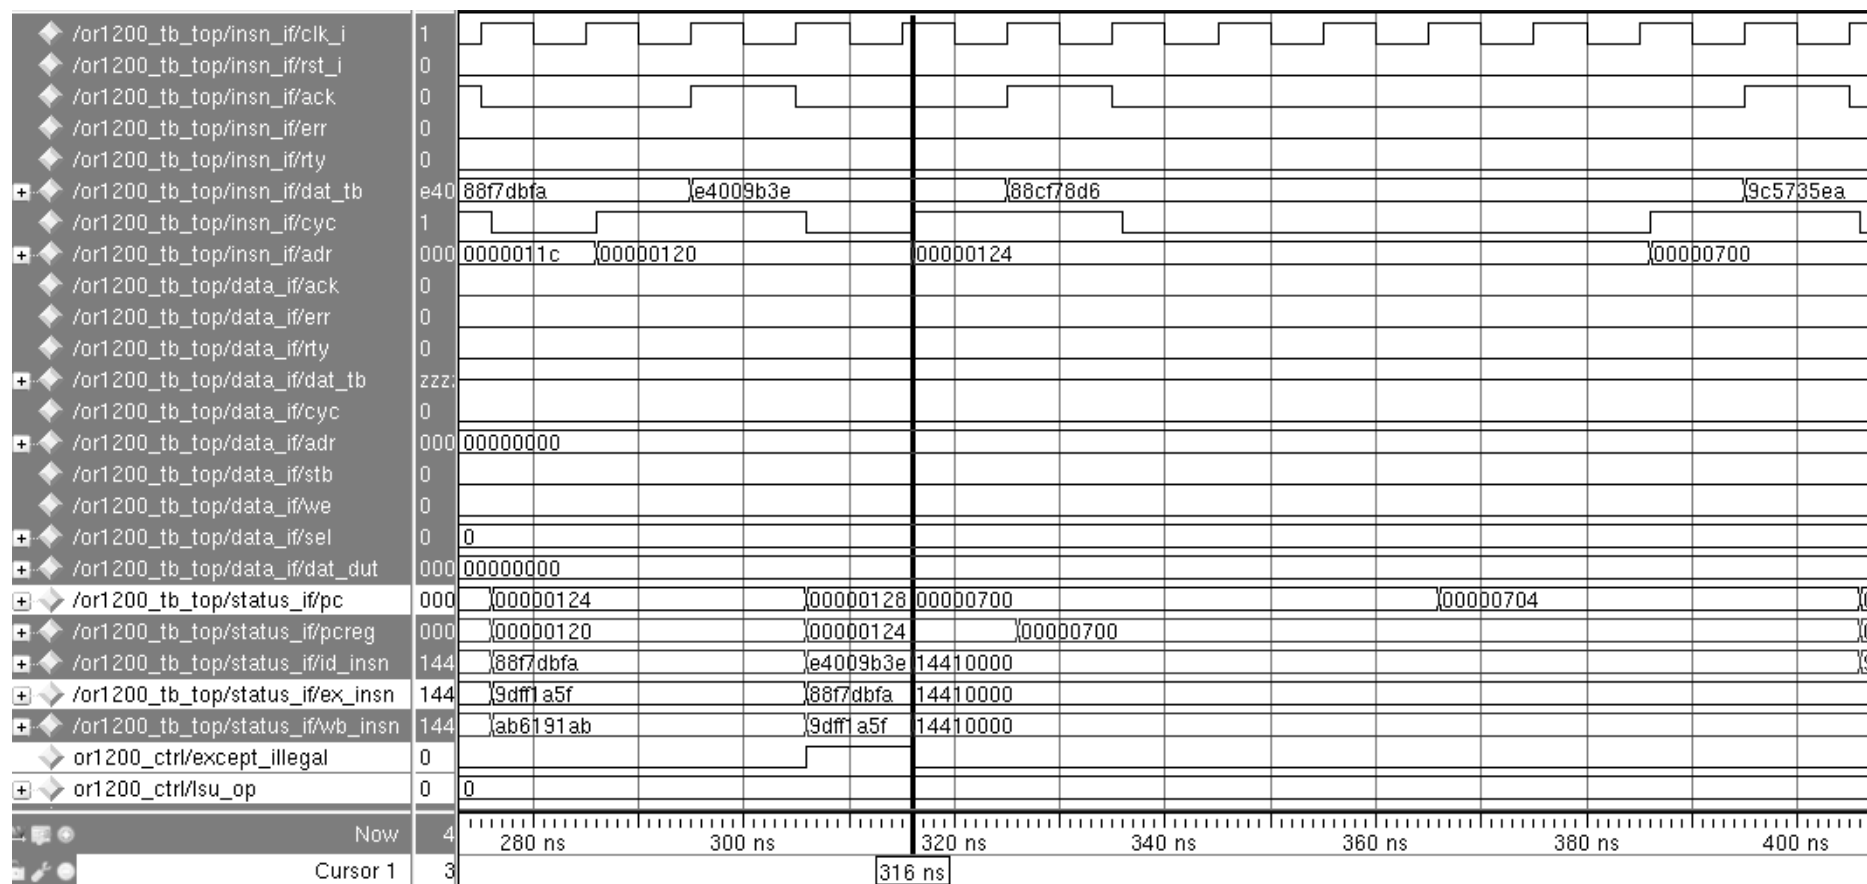 /or1200_tb_top/insn_if/clk_i 1
/or1200_tb_top/insn_if/rst_i 0
/or1200_tb_top/insn_if/ack 0
/or1200_tb_top/insn_if/err 0
/or1200_tb_top/insn_if/rty 0
/or1200_tb_top/insn_if/dat_tb e40 88f7dbfa e4009b3e 88cf78d6 9c5735ea
/or1200_tb_top/insn_if/cyc 1
/or1200_tb_top/insn_if/adr 000 0000011c 00000120 00000124 00000700
/or1200_tb_top/data_if/ack 0
/or1200_tb_top/data_if/err 0
/or1200_tb_top/data_if/rty 0
/or1200_tb_top/data_if/dat_tb zzz
/or1200_tb_top/data_if/cyc 0
/or1200_tb_top/data_if/adr 000 00000000
/or1200_tb_top/data_if/stb 0
/or1200_tb_top/data_if/we 0
/or1200_tb_top/data_if/sel 0 0
/or1200_tb_top/data_if/dat_dut 000 00000000
/or1200_tb_top/status_if/pc 000 00000124 00000128 00000700 00000704
/or1200_tb_top/status_if/pcreg 000 00000120 00000124 00000700
/or1200_tb_top/status_if/id_insn 144 88f7dbfa e4009b3e 14410000
/or1200_tb_top/status_if/ex_insn 144 9dff1a5f 88f7dbfa 14410000
/or1200_tb_top/status_if/wb_insn 144 ab6191ab 9dff1a5f 14410000
or1200_ctrl/except_illegal 0
or1200_ctrl/lsu_op 0 0
Now 4 280 ns 300 ns 320 ns 340 ns 360 ns 380 ns 400 ns
Cursor 1 3 316 ns